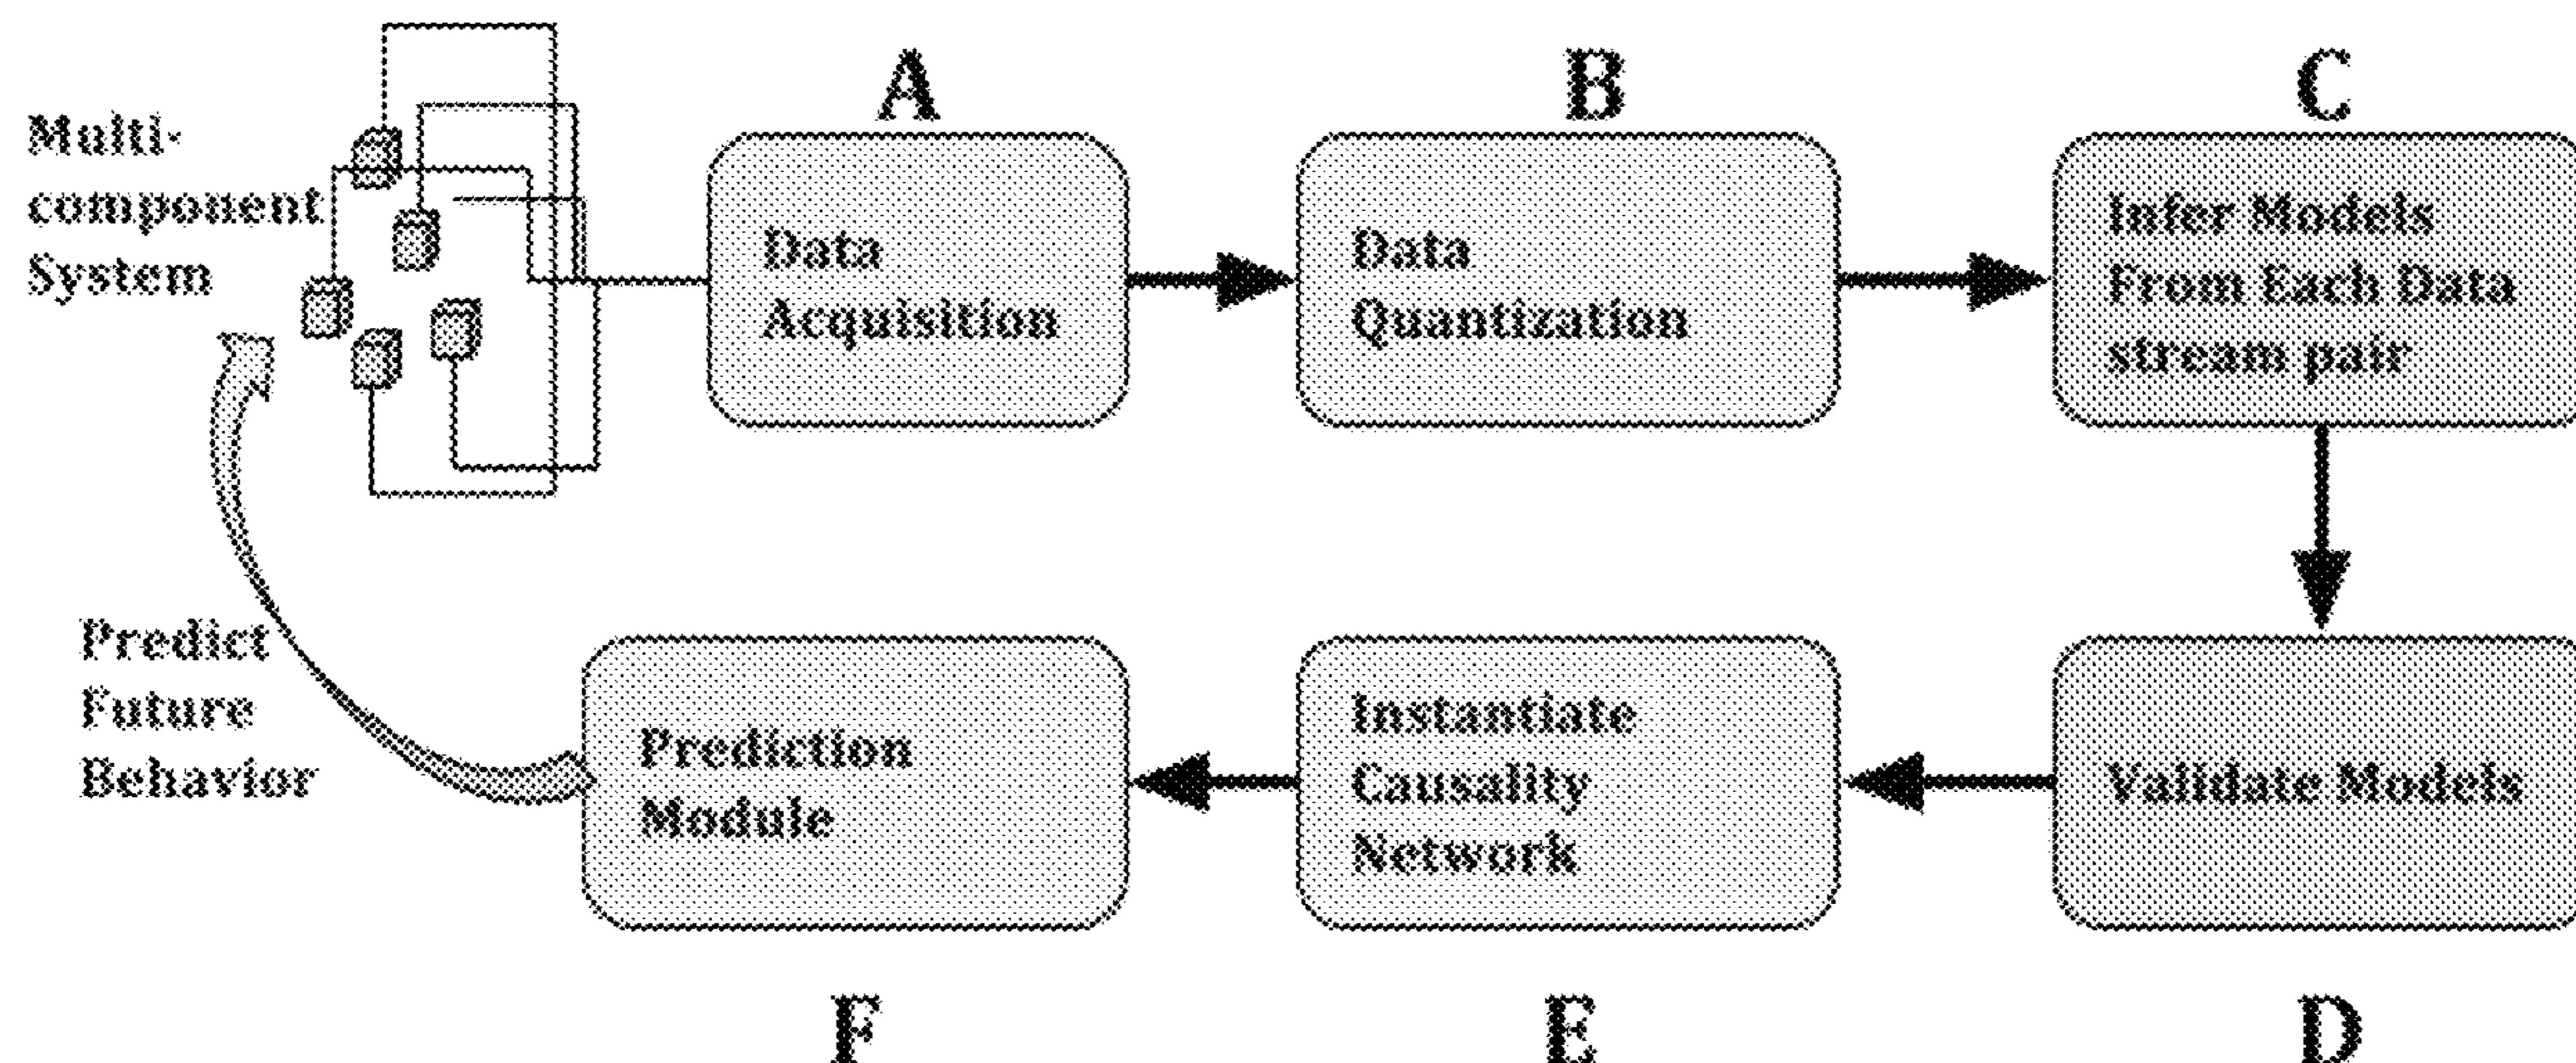 Multi-
component
System
A
Data
Acquisition
B
Data
Quantization
C
Infer Models
From Each Data
stream pair
D
Validate Models
E
Instantiate
Causality
Network
F
Prediction
Module
Predict
Future
Behavior